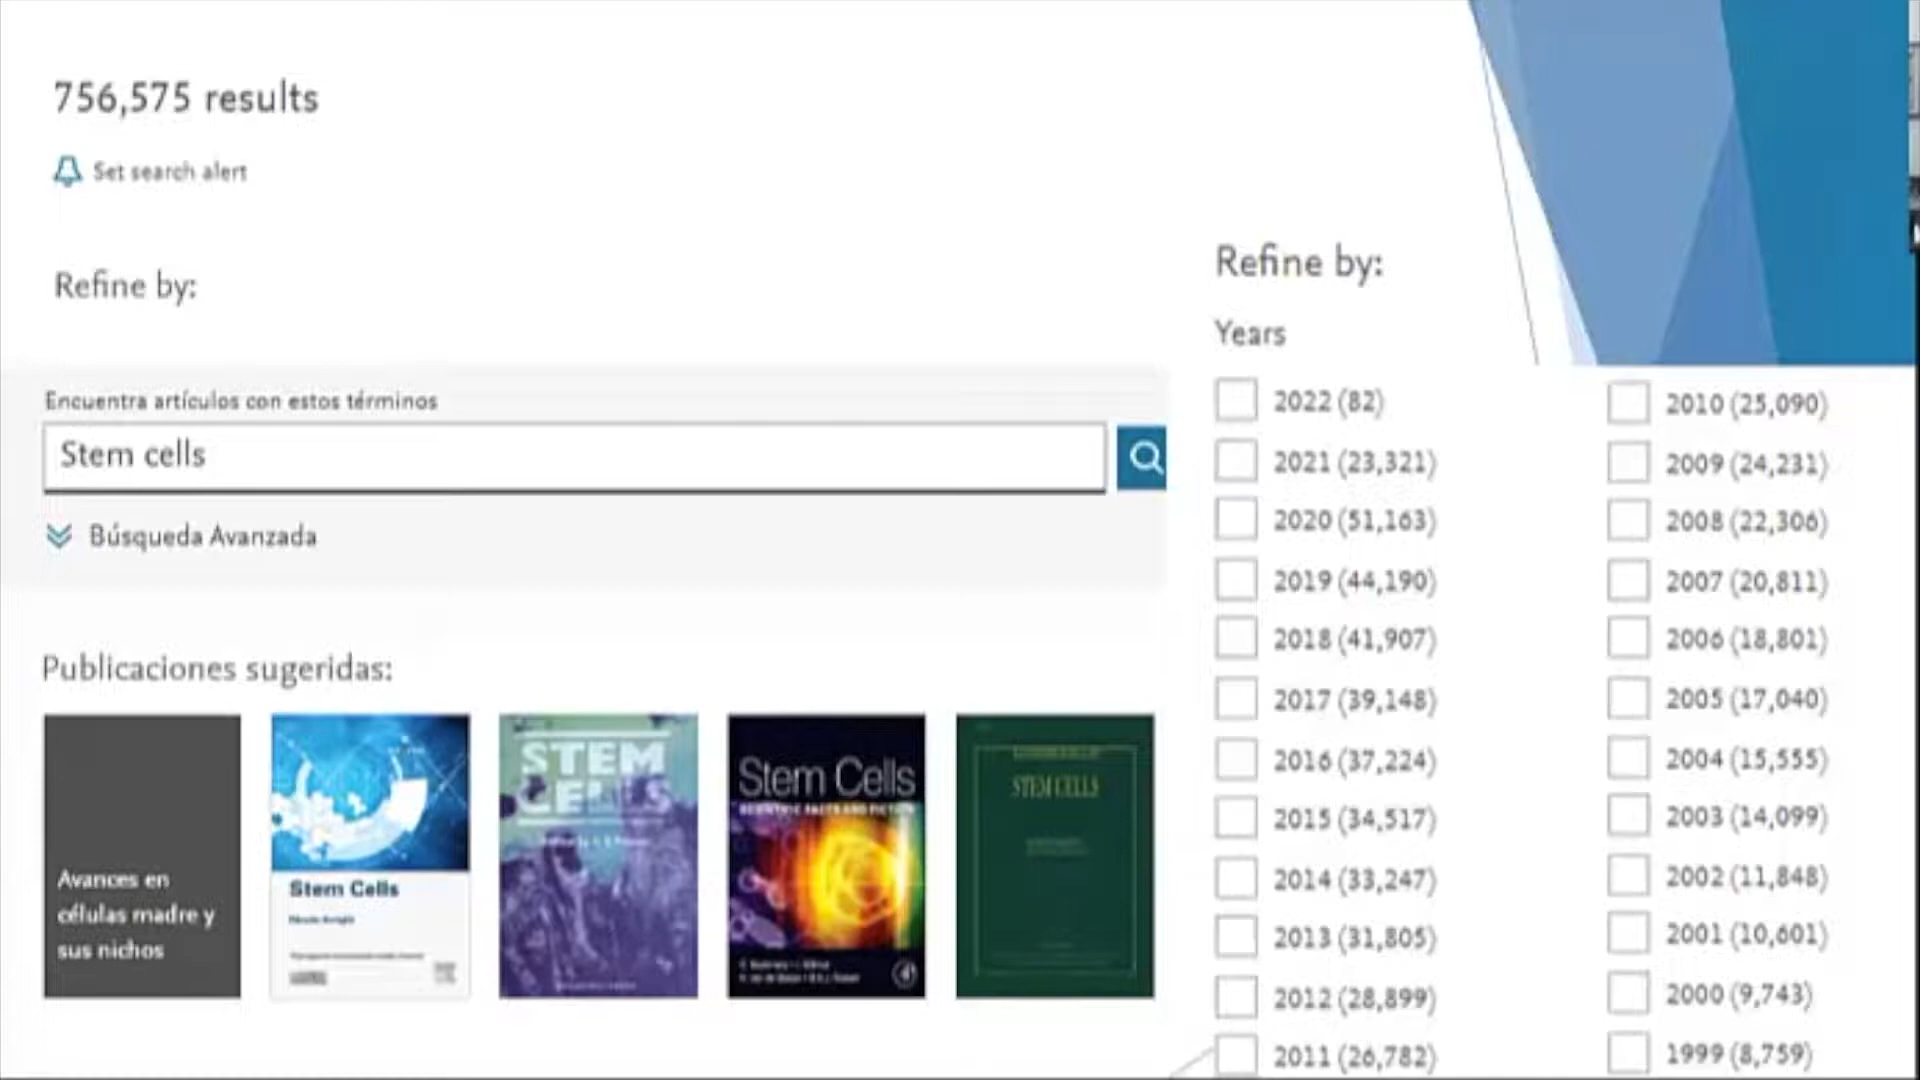 756,575 results
Set search alert
Refine by:
Encuentra artículos con estos términos
Stem cells
Búsqueda Avanzada
Publicaciones sugeridas:
Avances en
células madre y
sus nichos
Stem Cells
STEM
CELLS
Stem Cells
SCIENTIFIC FACTS AND FICTION
STEM CELLS
Refine by:
Years
2022 (82)
2021 (23,321)
2020 (51,163)
2019 (44,190)
2018 (41,907)
2017 (39,148)
2016 (37,224)
2015 (34,517)
2014 (33,247)
2013 (31,805)
2012 (28,899)
2011 (26,782)
2010 (25,090)
2009 (24,231)
2008 (22,306)
2007 (20,811)
2006 (18,801)
2005 (17,040)
2004 (15,555)
2003 (14,099)
2002 (11,848)
2001 (10,601)
2000 (9,743)
1999 (8,759)